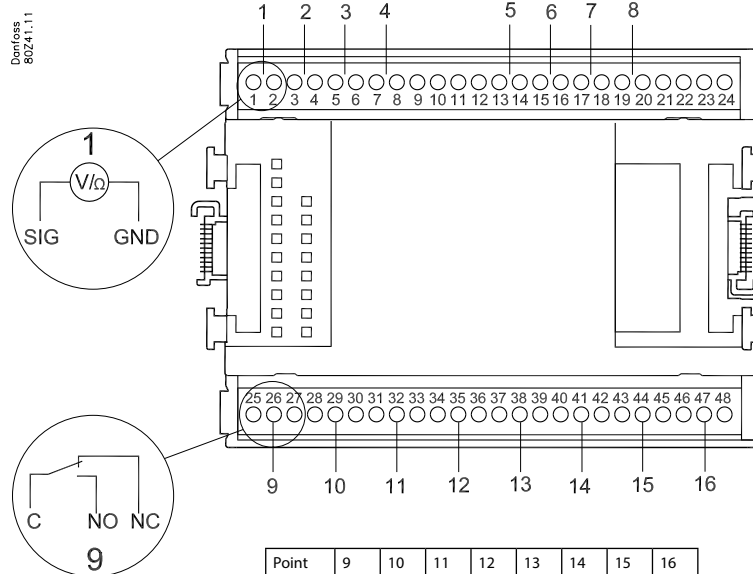 Danfoss
80Z41.11
1 2 3 4 5 6 7 8
1 2 3 4 5 6 7 8 9 10 11 12 13 14 15 16 17 18 19 20 21 22 23 24
1
V/Ω
SIG GND
25 26 27 28 29 30 31 32 33 34 35 36 37 38 39 40 41 42 43 44 45 46 47 48
9 10 11 12 13 14 15 16
C NO NC
9
Point 9 10 11 12 13 14 15 16